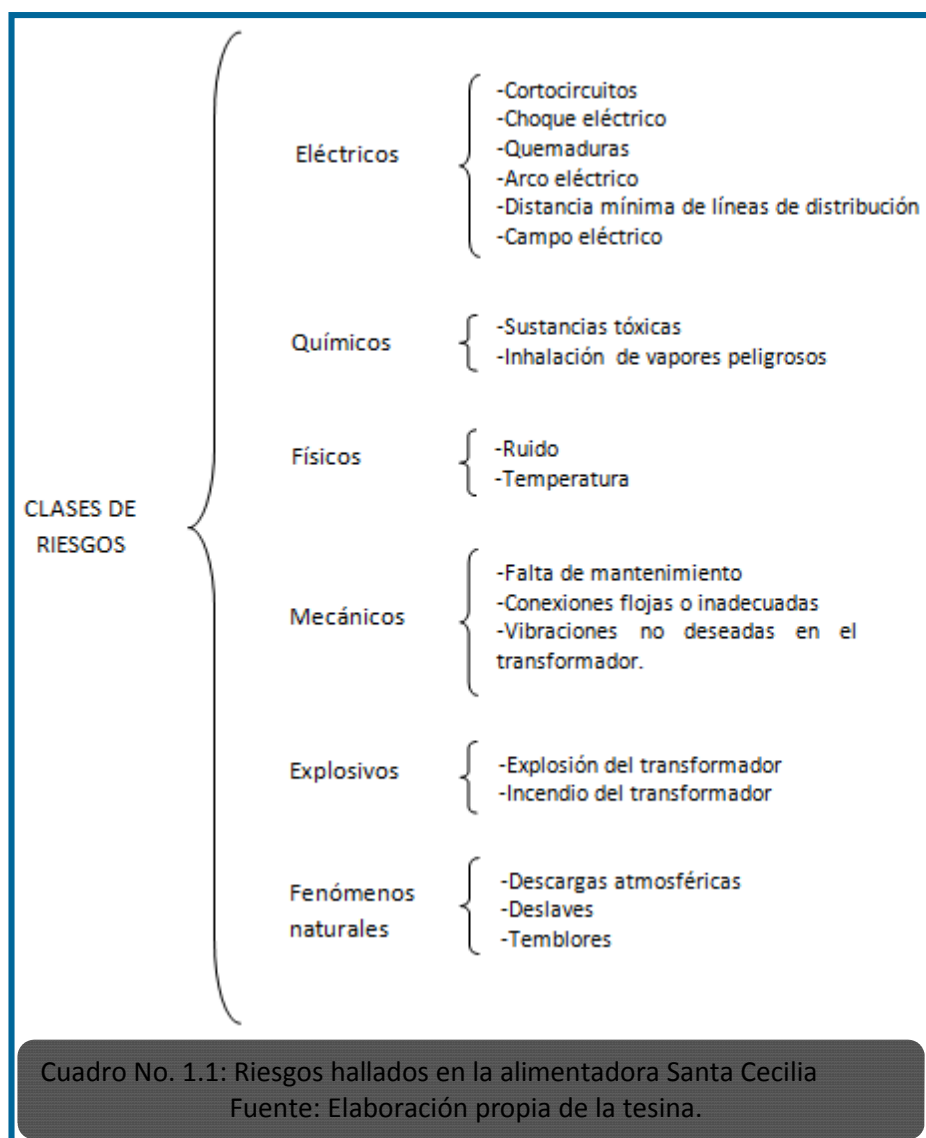 CLASES DE
RIESGOS
Eléctricos
-Cortocircuitos
-Choque eléctrico
-Quemaduras
-Arco eléctrico
-Distancia mínima de líneas de distribución
-Campo eléctrico
Químicos
-Sustancias tóxicas
-Inhalación de vapores peligrosos
Físicos
-Ruido
-Temperatura
Mecánicos
-Falta de mantenimiento
-Conexiones flojas o inadecuadas
-Vibraciones no deseadas en el
transformador.
Explosivos
-Explosión del transformador
-Incendio del transformador
Fenómenos
naturales
-Descargas atmosféricas
-Deslaves
-Temblores
Cuadro No. 1.1: Riesgos hallados en la alimentadora Santa Cecilia
Fuente: Elaboración propia de la tesina.